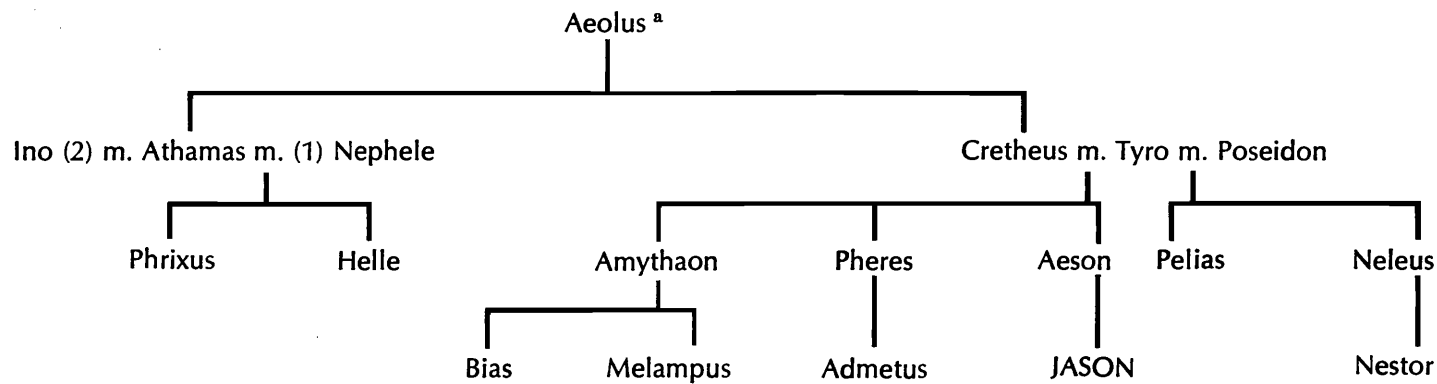 Aeolus a
Ino (2) m. Athamas m. (1) Nephele Cretheus m. Tyro m. Poseidon
Phrixus Helle Amythaon Pheres Aeson Pelias Neleus
Bias Melampus Admetus JASON Nestor